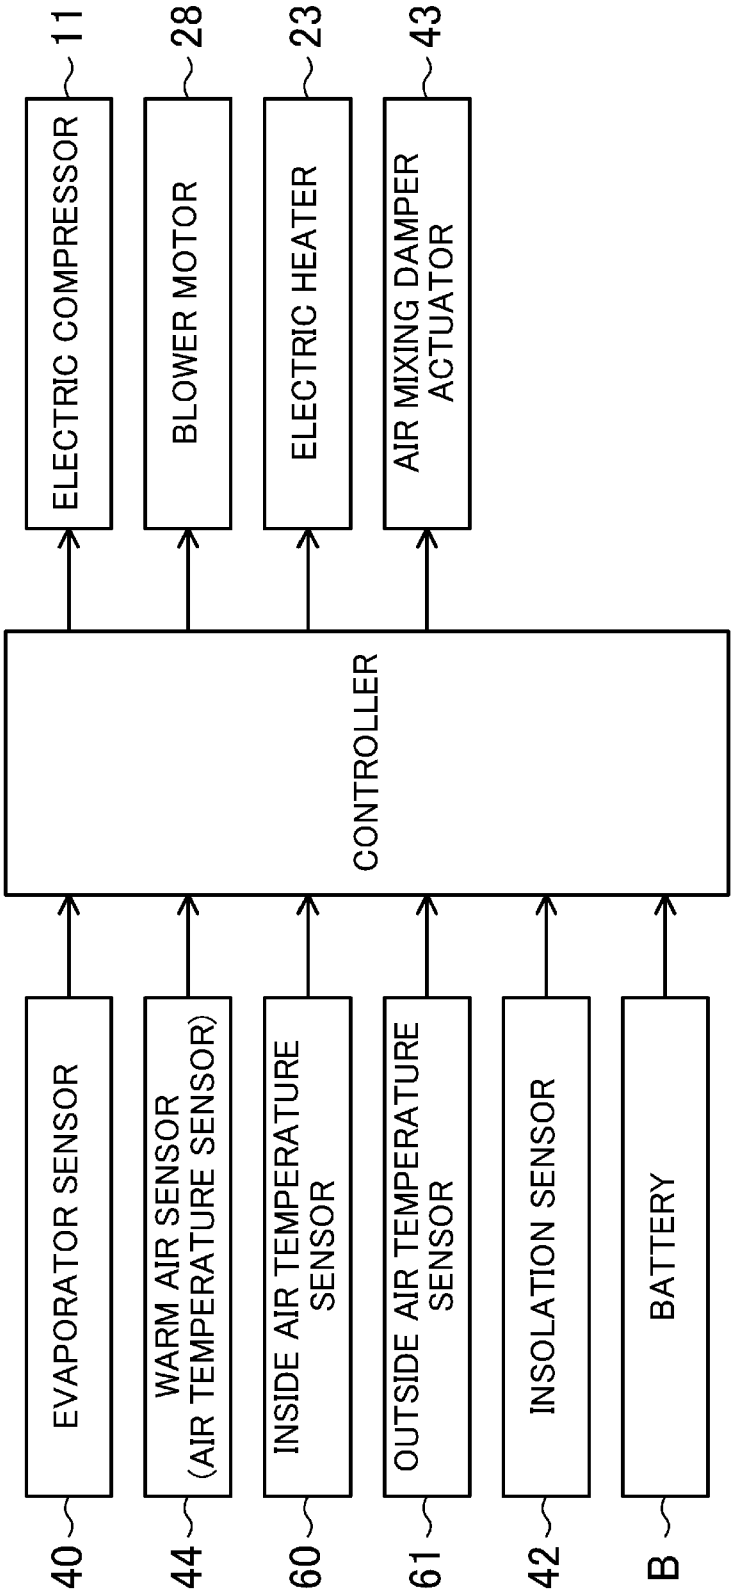 40
EVAPORATOR SENSOR
44
WARM AIR SENSOR
(AIR TEMPERATURE SENSOR)
60
INSIDE AIR TEMPERATURE
SENSOR
61
OUTSIDE AIR TEMPERATURE
SENSOR
42
INSOLATION SENSOR
B
BATTERY
CONTROLLER
ELECTRIC COMPRESSOR
11
BLOWER MOTOR
28
ELECTRIC HEATER
23
AIR MIXING DAMPER
ACTUATOR
43